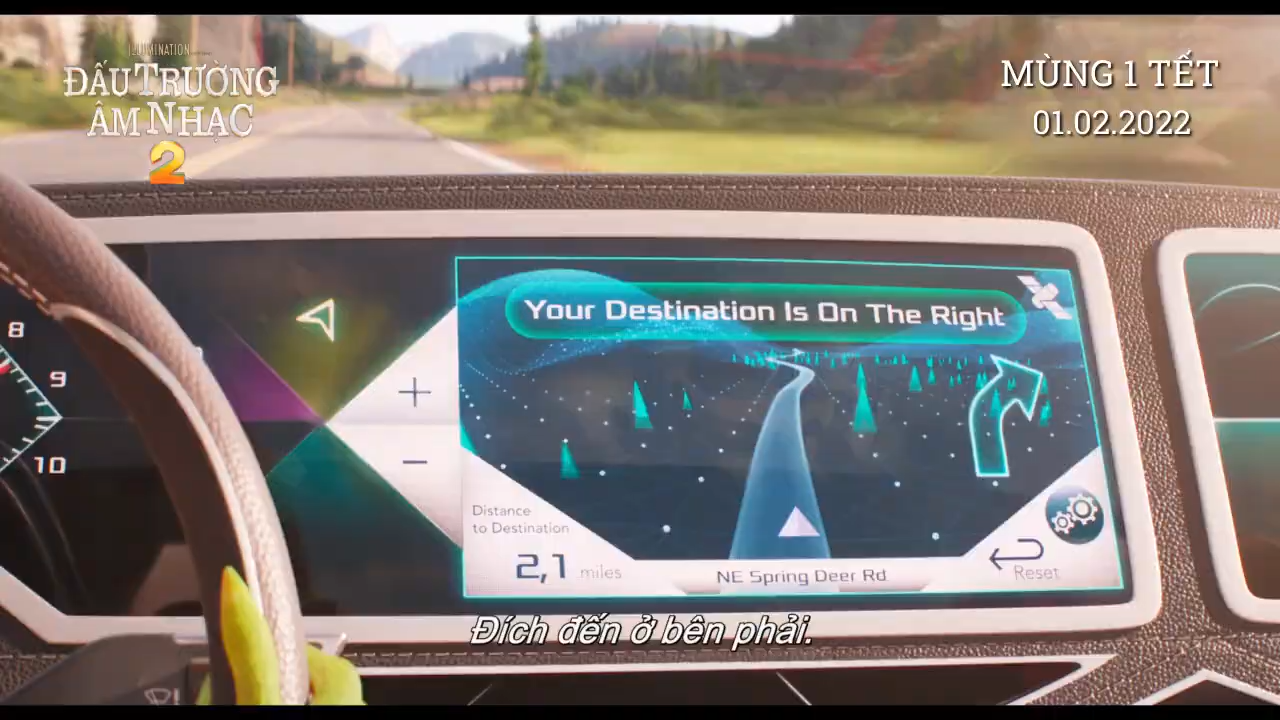 ILLUMINATION
ĐẤU TRƯỜNG
ÂM NHẠC
2
MÙNG 1 TẾT
01.02.2022
8
9
10
+
−
Your Destination Is On The Right
Distance
to Destination
2,1 miles
NE Spring Deer Rd
Reset
Đích đến ở bên phải.